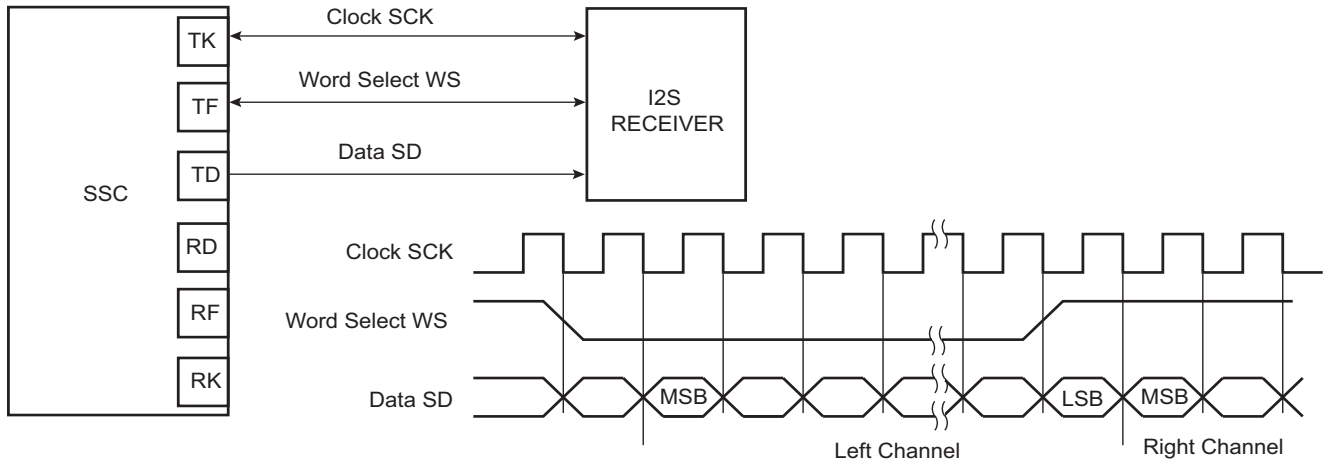 Clock SCK
TK
Word Select WS
TF
I2S
RECEIVER
Data SD
TD
SSC
RD
Clock SCK
RF
Word Select WS
RK
Data SD
MSB
LSB
MSB
Left Channel
Right Channel